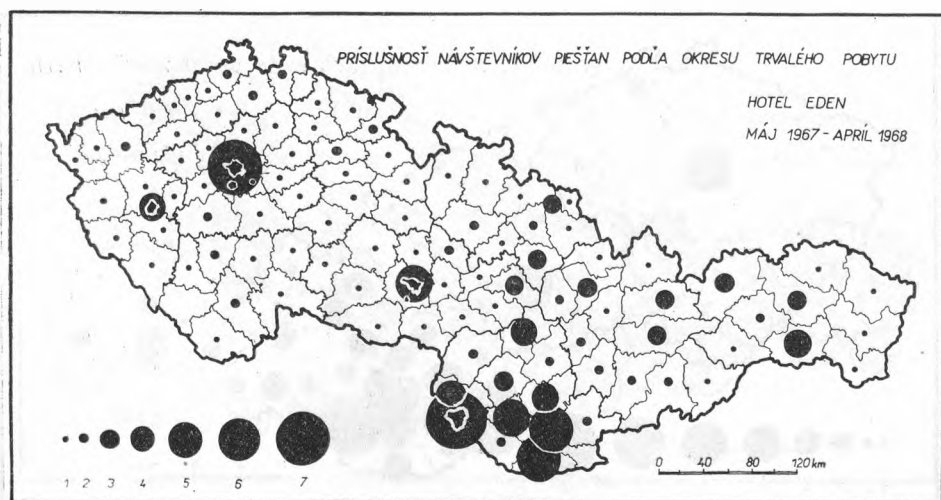 PRÍSLUŠNOSŤ NÁVŠTEVNÍKOV PIEŠŤAN PODĽA OKRESU TRVALÉHO POBYTU
HOTEL EDEN
MÁJ 1967 - APRÍL 1968
1 2 3 4 5 6 7
0 40 80 120 km